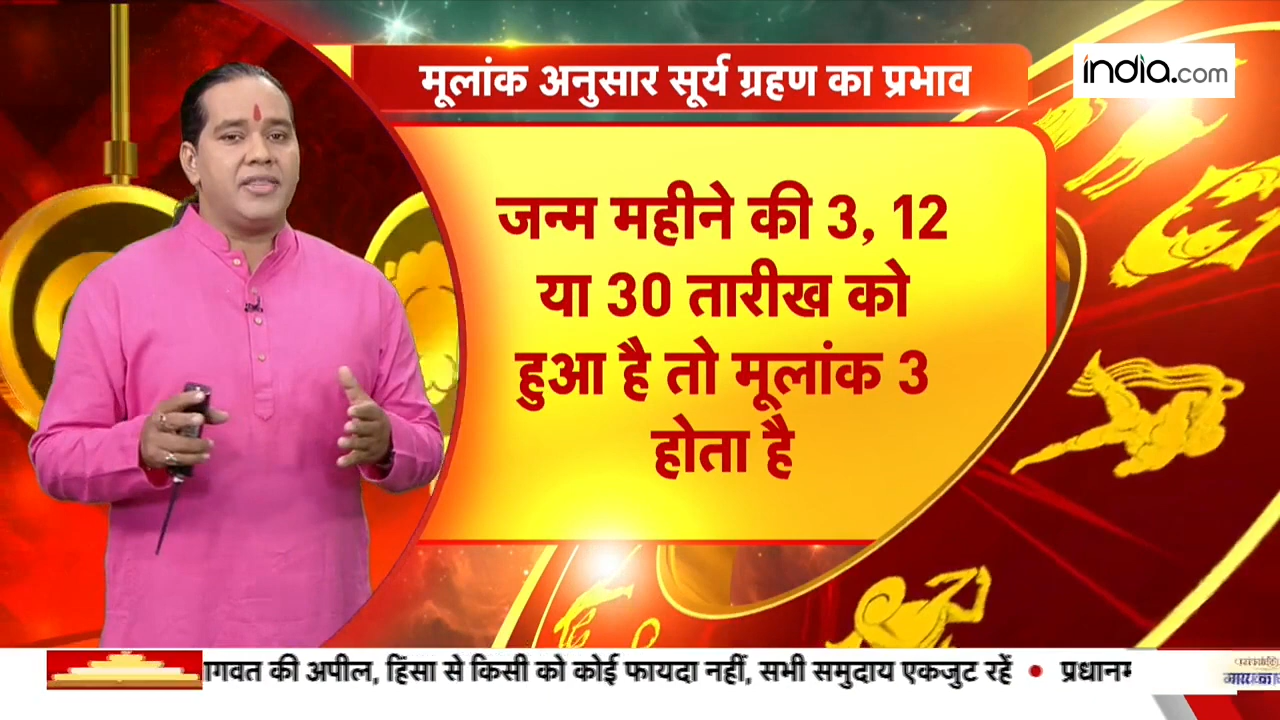 मूलांक अनुसार सूर्य ग्रहण का प्रभाव
india.com
जन्म महीने की 3, 12
या 30 तारीख को
हुआ है तो मूलांक 3
होता है
ागवत की अपील, हिंसा से किसी को कोई फायदा नहीं, सभी समुदाय एकजुट रहें • प्रधानम